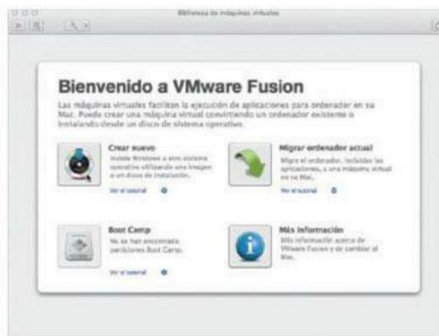 Biblioteca de máquinas virtuales
Bienvenido a VMware Fusion
Las máquinas virtuales facilitan la ejecución de aplicaciones para ordenador en su
Mac. Puede crear una máquina virtual convirtiendo un ordenador existente o
instalando desde un disco de sistema operativo.
Crear nuevo
Instale Windows u otro sistema
operativo utilizando una imagen
o un disco de instalación.
Ver el tutorial
Migrar ordenador actual
Migre el ordenador, incluidas las
aplicaciones, a una máquina virtual
en su Mac.
Ver el tutorial
Boot Camp
No se han encontrado
particiones Boot Camp.
Ver el tutorial
Más información
Más información acerca de
VMware Fusion y de cambiar al
Mac.